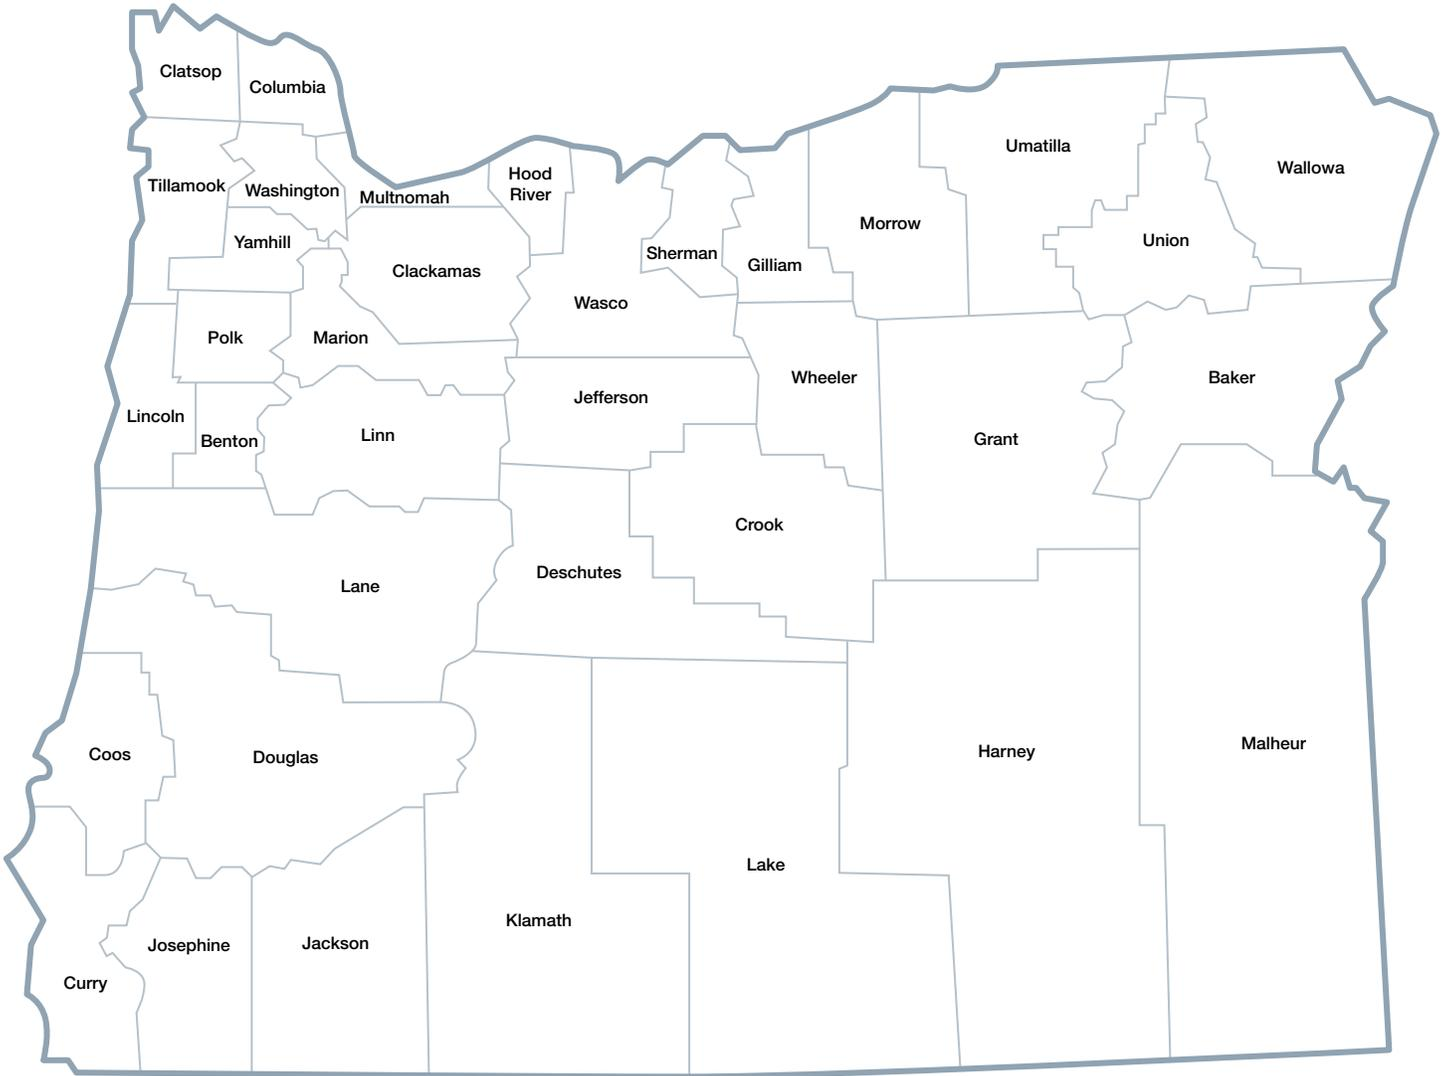 Clatsop
Columbia
Tillamook
Washington
Multnomah
Hood
River
Yamhill
Clackamas
Wasco
Sherman
Gilliam
Morrow
Umatilla
Union
Wallowa
Polk
Marion
Lincoln
Benton
Linn
Jefferson
Wheeler
Grant
Baker
Lane
Deschutes
Crook
Coos
Douglas
Harney
Malheur
Curry
Josephine
Jackson
Klamath
Lake